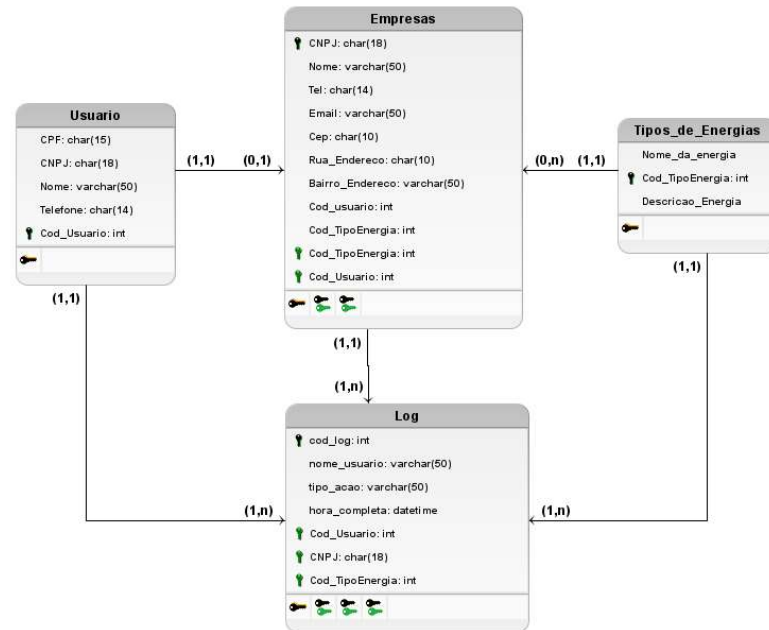 Empresas
CNPJ: char(18)
Nome: varchar(50)
Tel: char(14)
Email: varchar(50)
Cep: char(10)
Rua_Endereco: char(10)
Bairro_Endereco: varchar(50)
Cod_usuario: int
Cod_TipoEnergia: int
Cod_TipoEnergia: int
Cod_Usuario: int
Usuario
CPF: char(15)
CNPJ: char(18)
Nome: varchar(50)
Telefone: char(14)
Cod_Usuario: int
(1,1)
(0,1)
(0,n)
(1,1)
Tipos_de_Energias
Nome_da_energia
Cod_TipoEnergia: int
Descricao_Energia
(1,1)
(1,1)
(1,1)
(1,n)
Log
cod_log: int
nome_usuario: varchar(50)
tipo_acao: varchar(50)
hora_completa: datetime
Cod_Usuario: int
CNPJ: char(18)
Cod_TipoEnergia: int
(1,n)
(1,n)